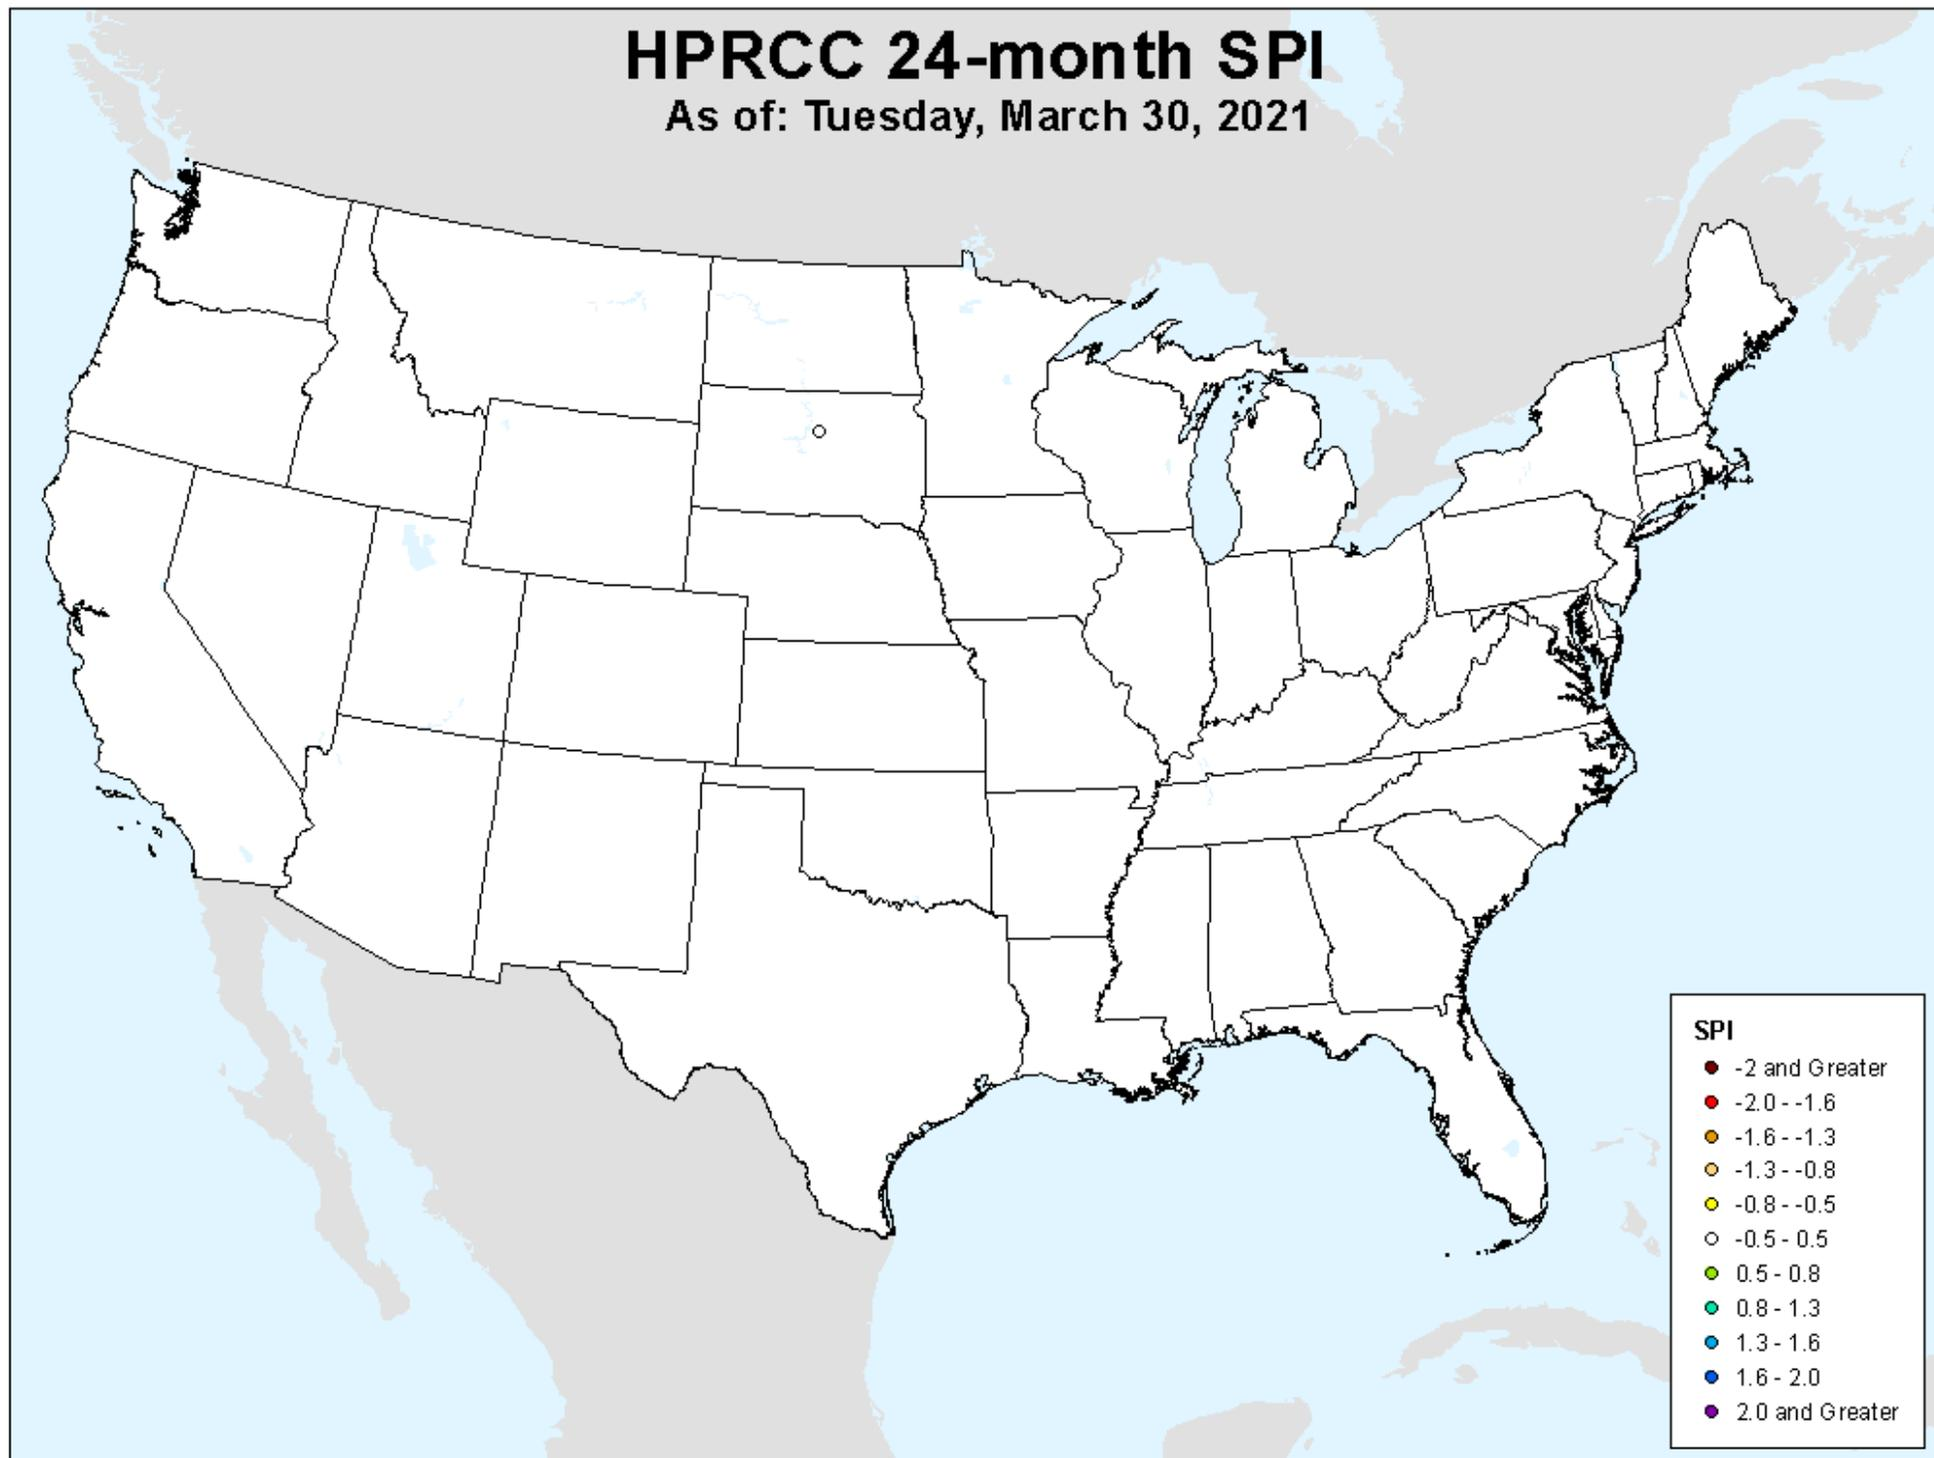 HPRCC 24-month SPI
As of: Tuesday, March 30, 2021
SPI
-2 and Greater
-2.0 - -1.6
-1.6 - -1.3
-1.3 - -0.8
-0.8 - -0.5
-0.5 - 0.5
0.5 - 0.8
0.8 - 1.3
1.3 - 1.6
1.6 - 2.0
2.0 and Greater